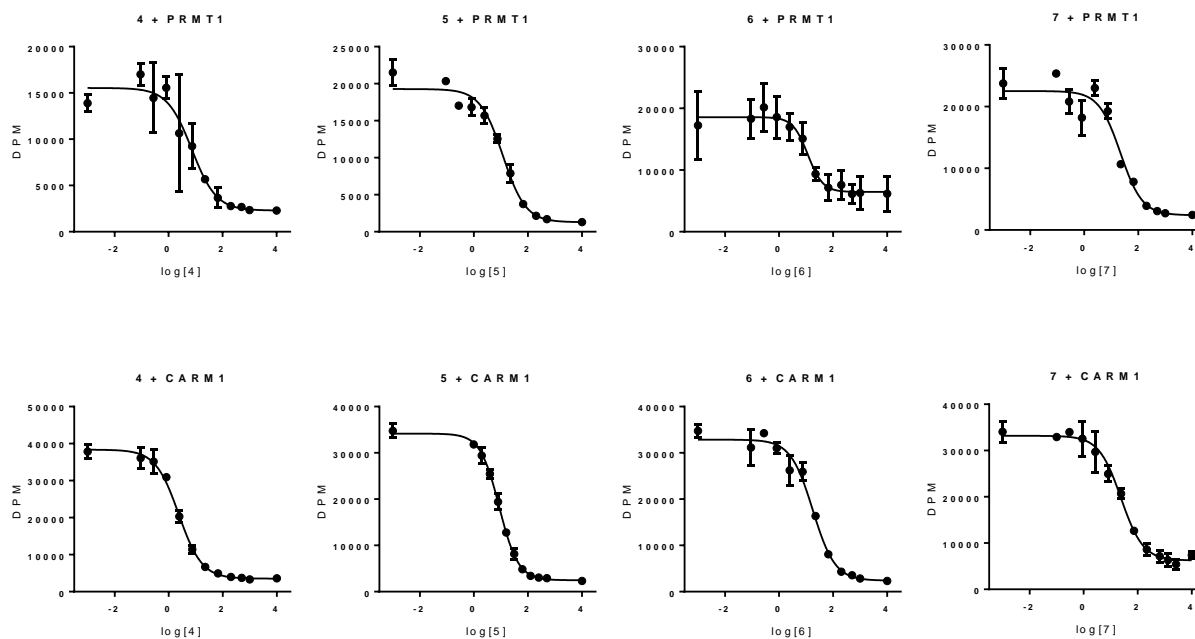 4 + PRMT1
5 + PRMT1
6 + PRMT1
7 + PRMT1
20000
15000
10000
5000
0
DPM
-2 0 2 4
log[4]
25000
20000
15000
10000
5000
0
DPM
-2 0 2 4
log[5]
30000
20000
10000
0
DPM
-2 0 2 4
log[6]
30000
20000
10000
0
DPM
-2 0 2 4
log[7]
4 + CARM1
5 + CARM1
6 + CARM1
7 + CARM1
50000
40000
30000
20000
10000
0
DPM
-2 0 2 4
log[4]
40000
30000
20000
10000
0
DPM
-2 0 2 4
log[5]
40000
30000
20000
10000
0
DPM
-2 0 2 4
log[6]
40000
30000
20000
10000
0
DPM
-2 0 2 4
log[7]